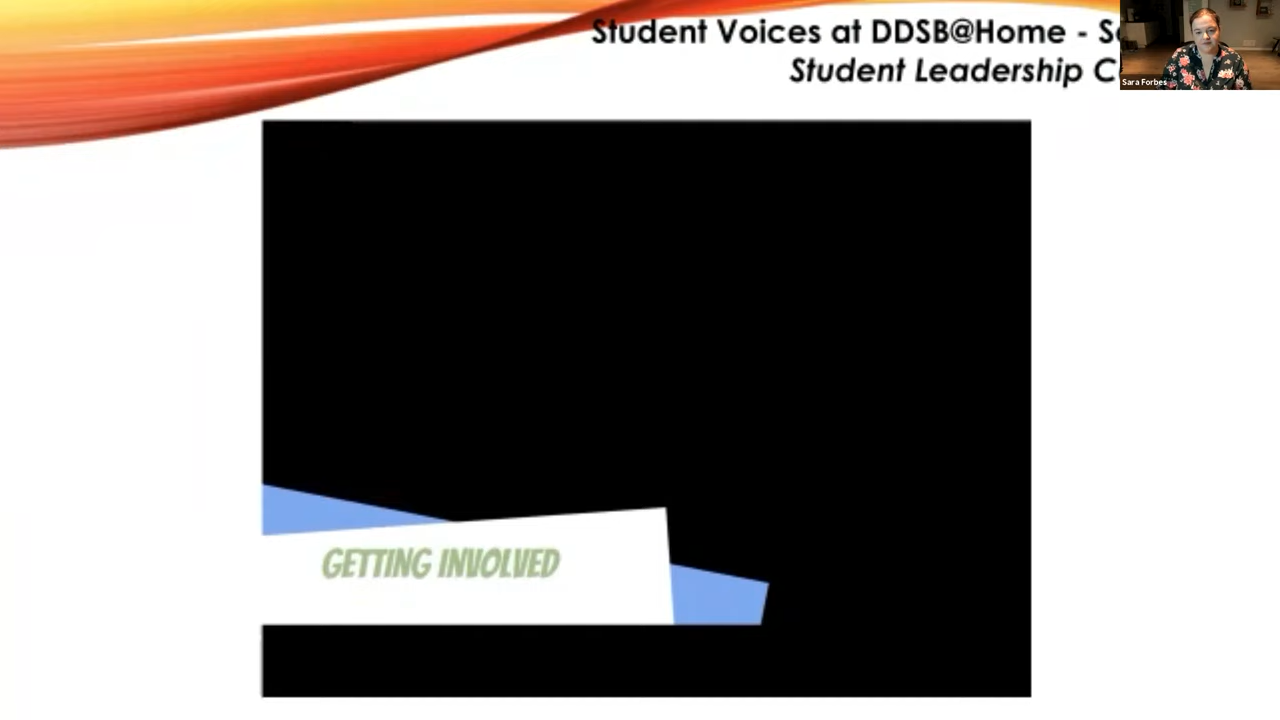 Student Voices at DDSB@Home -
Student Leadership
Sara Forbes
GETTING INVOLVED